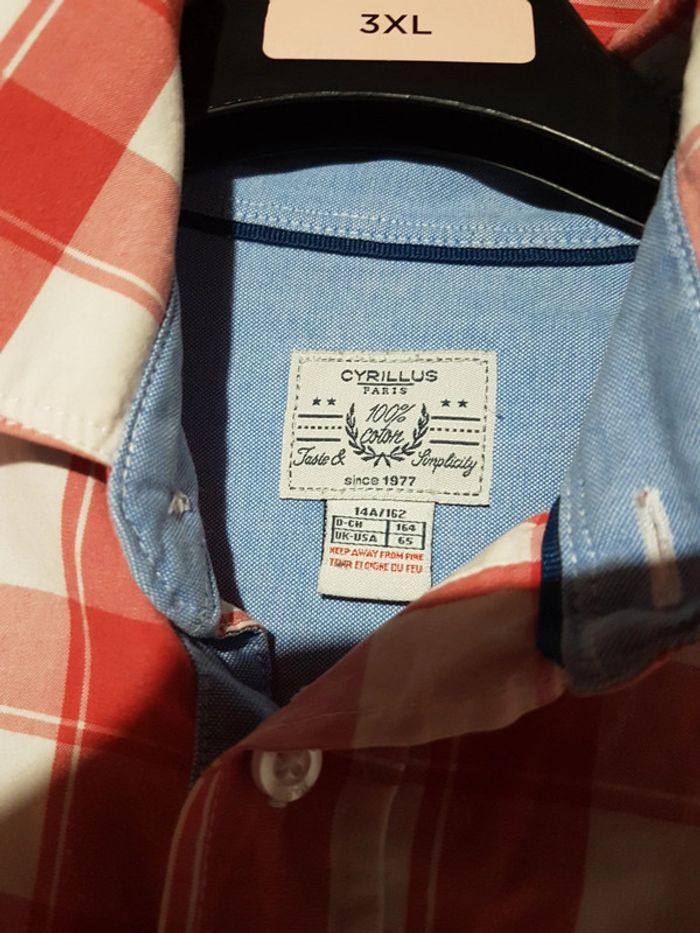 3XL
CYRILLUS
PARIS
100%
coton
Taste & Simplicity
since 1977
14A/162
D-CH 164
UK-USA 65
KEEP AWAY FROM FIRE
TENIR ELOIGNE DU FEU